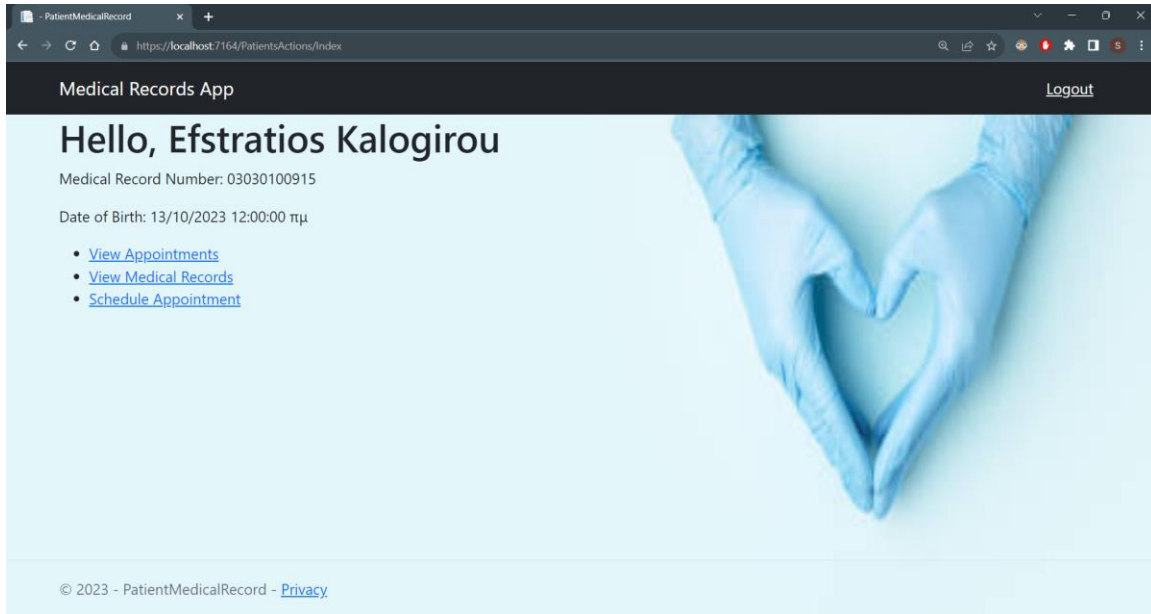 - PatientMedicalRecord
https://localhost:7164/PatientsActions/Index
S
Medical Records App
Logout
Hello, Efstratios Kalogirou
Medical Record Number: 03030100915
Date of Birth: 13/10/2023 12:00:00 πμ
View Appointments
View Medical Records
Schedule Appointment
© 2023 - PatientMedicalRecord - Privacy